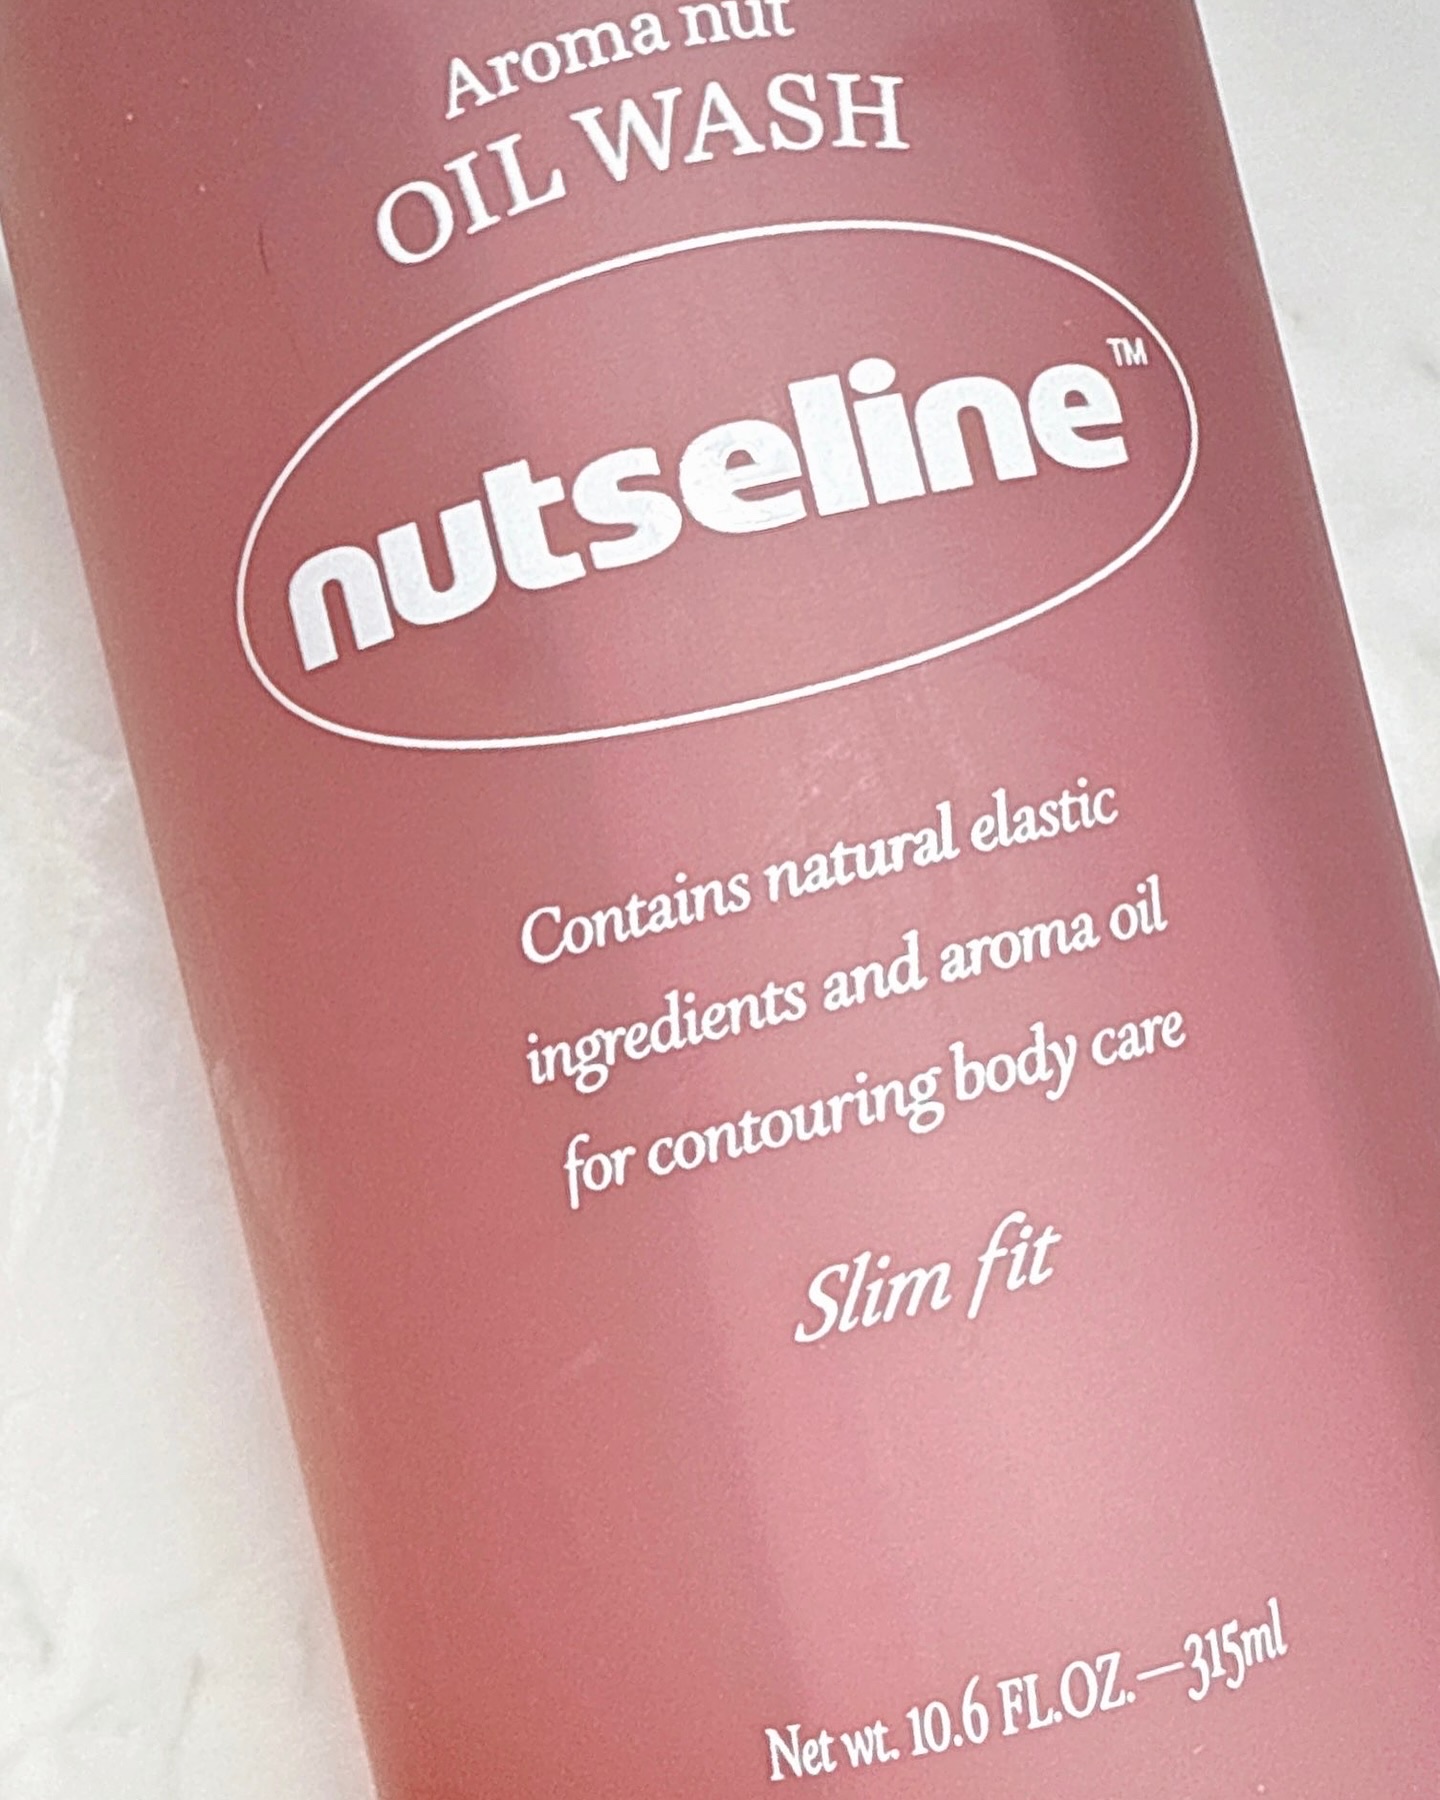 Aroma nut
OIL WASH
nutseline™
Contains natural elastic
ingredients and aroma oil
for contouring body care
Slim fit
Net wt. 10.6 FL.OZ.—315ml